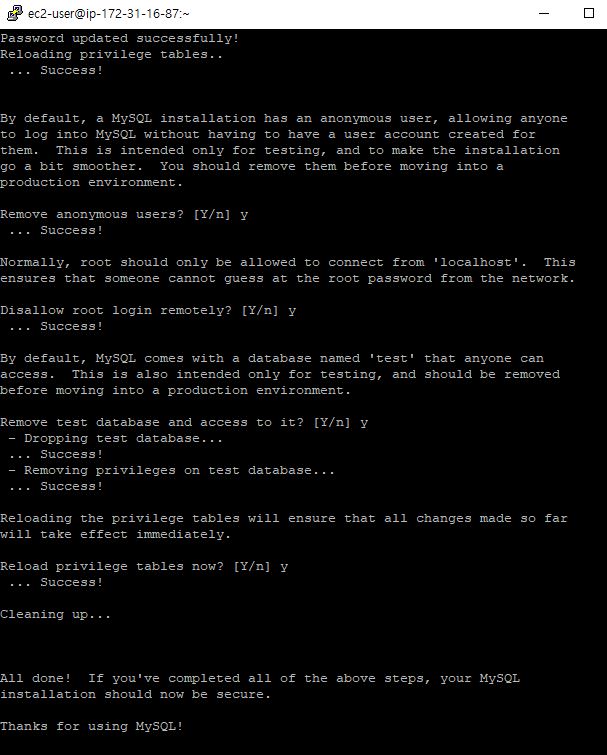 ec2-user@ip-172-31-16-87:~
Password updated successfully!
Reloading privilege tables..
 ... Success!
By default, a MySQL installation has an anonymous user, allowing anyone
to log into MySQL without having to have a user account created for
them.  This is intended only for testing, and to make the installation
go a bit smoother.  You should remove them before moving into a
production environment.
Remove anonymous users? [Y/n] y
 ... Success!
Normally, root should only be allowed to connect from 'localhost'.  This
ensures that someone cannot guess at the root password from the network.
Disallow root login remotely? [Y/n] y
 ... Success!
By default, MySQL comes with a database named 'test' that anyone can
access.  This is also intended only for testing, and should be removed
before moving into a production environment.
Remove test database and access to it? [Y/n] y
 - Dropping test database...
 ... Success!
 - Removing privileges on test database...
 ... Success!
Reloading the privilege tables will ensure that all changes made so far
will take effect immediately.
Reload privilege tables now? [Y/n] y
 ... Success!
Cleaning up...
All done!  If you've completed all of the above steps, your MySQL
installation should now be secure.
Thanks for using MySQL!